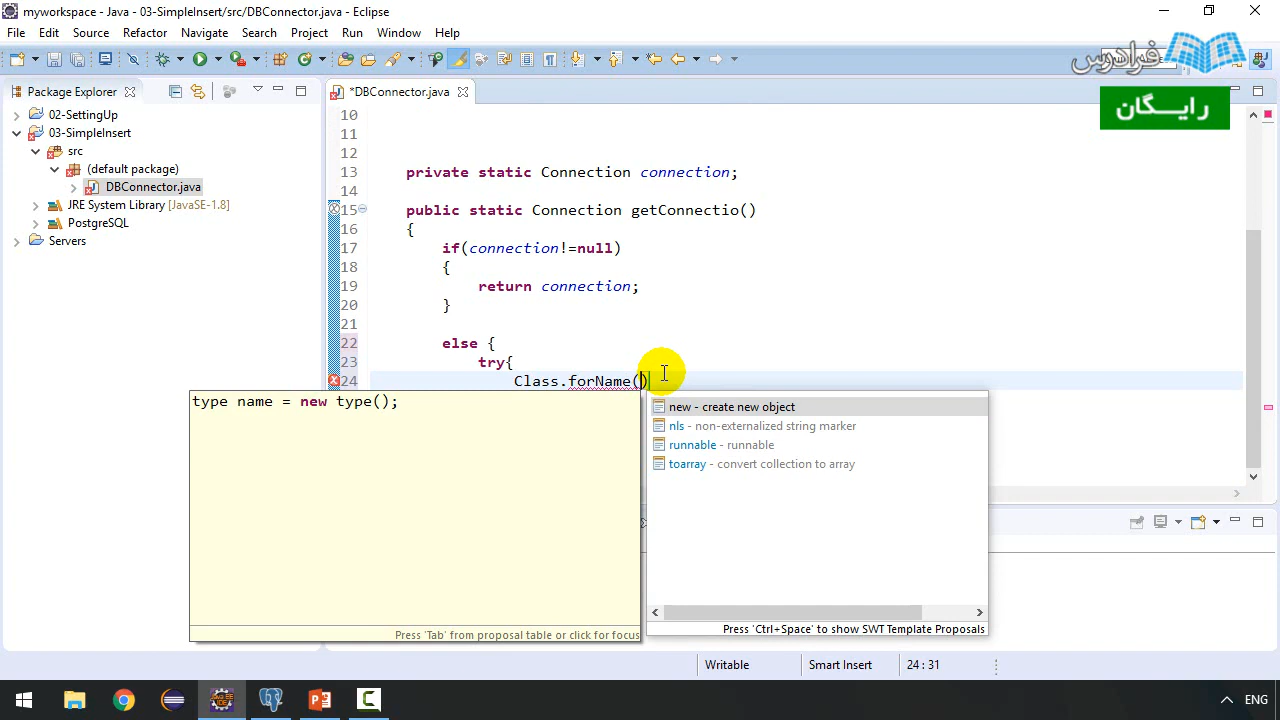 myworkspace - Java - 03-SimpleInsert/src/DBConnector.java - Eclipse
File Edit Source Refactor Navigate Search Project Run Window Help
فرادرس
رایـــگان
Package Explorer
*DBConnector.java
02-SettingUp
03-SimpleInsert
src
(default package)
DBConnector.java
JRE System Library [JavaSE-1.8]
PostgreSQL
Servers
10
11
12
13 private static Connection connection;
14
15 public static Connection getConnectio()
16 {
17 if(connection!=null)
18 {
19 return connection;
20 }
21
22 else {
23 try{
24 Class.forName()
type name = new type();
Press 'Tab' from proposal table or click for focus
new - create new object
nls - non-externalized string marker
runnable - runnable
toarray - convert collection to array
Press 'Ctrl+Space' to show SWT Template Proposals
Writable Smart Insert 24 : 31
ENG